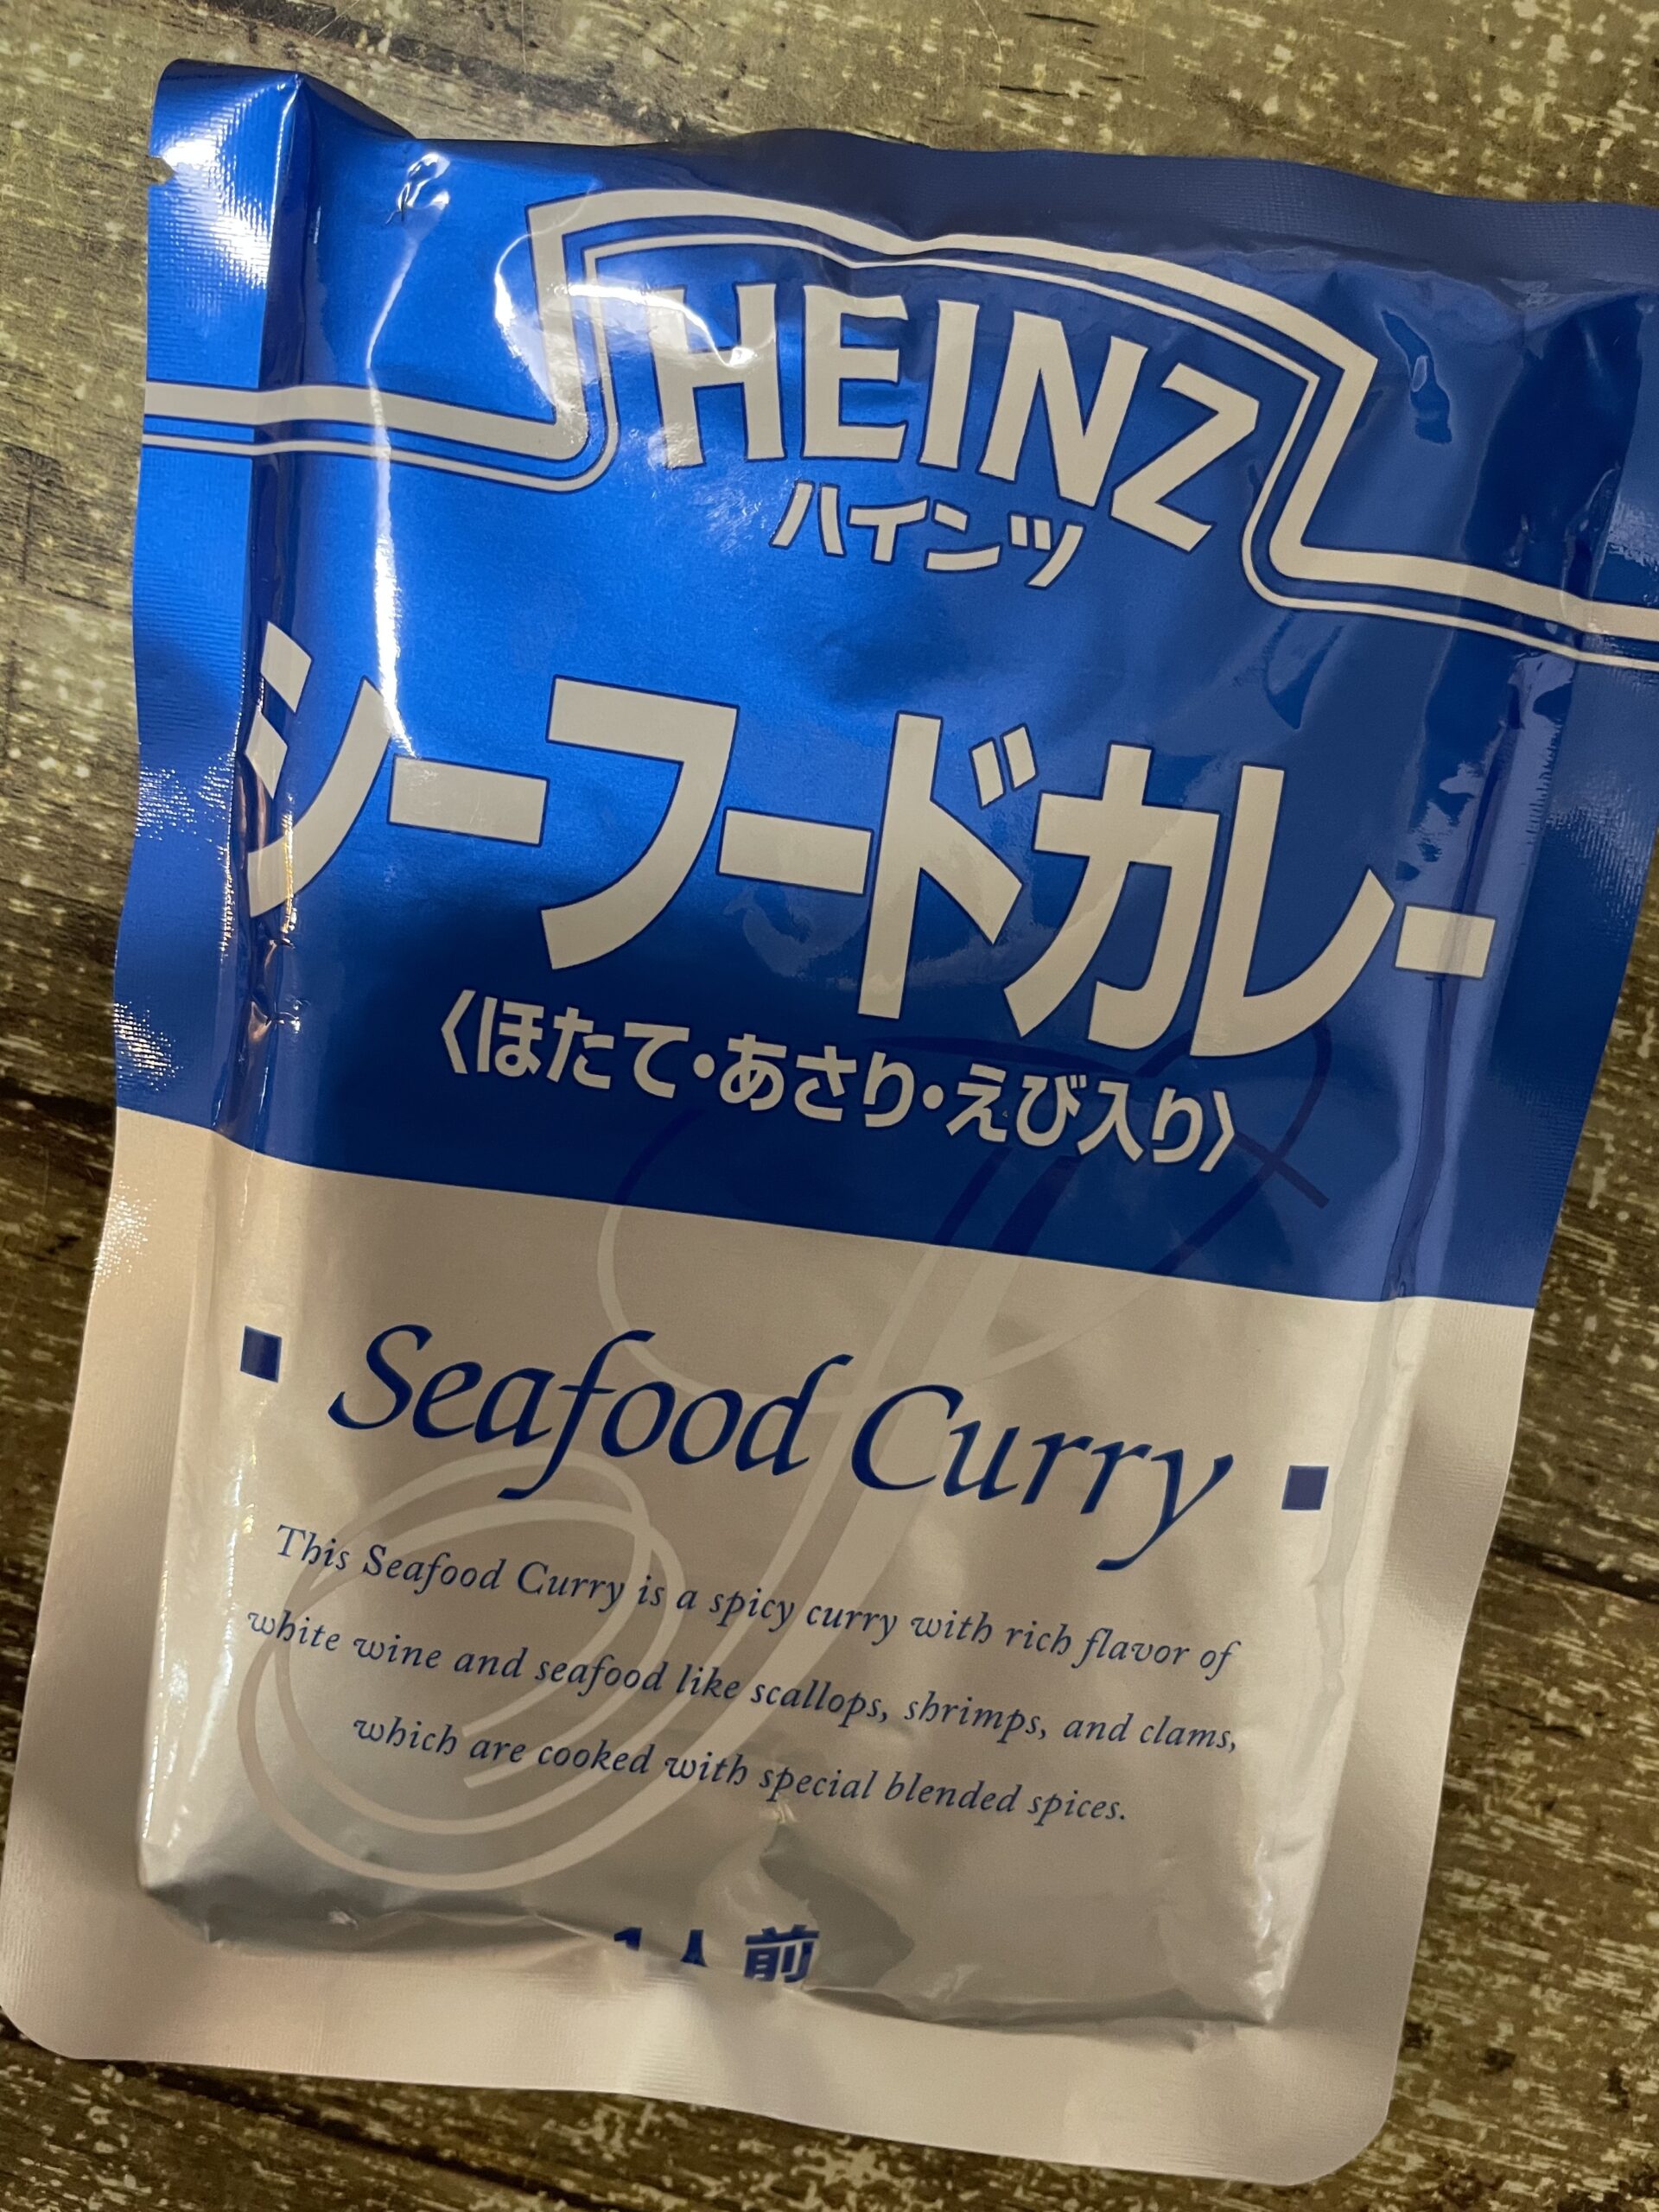 HEINZ
ハインツ
シーフードカレー
〈ほたて・あさり・えび入り〉
Seafood Curry
This Seafood Curry is a spicy curry with rich flavor of
white wine and seafood like scallops, shrimps, and clams,
which are cooked with special blended spices.
1人前